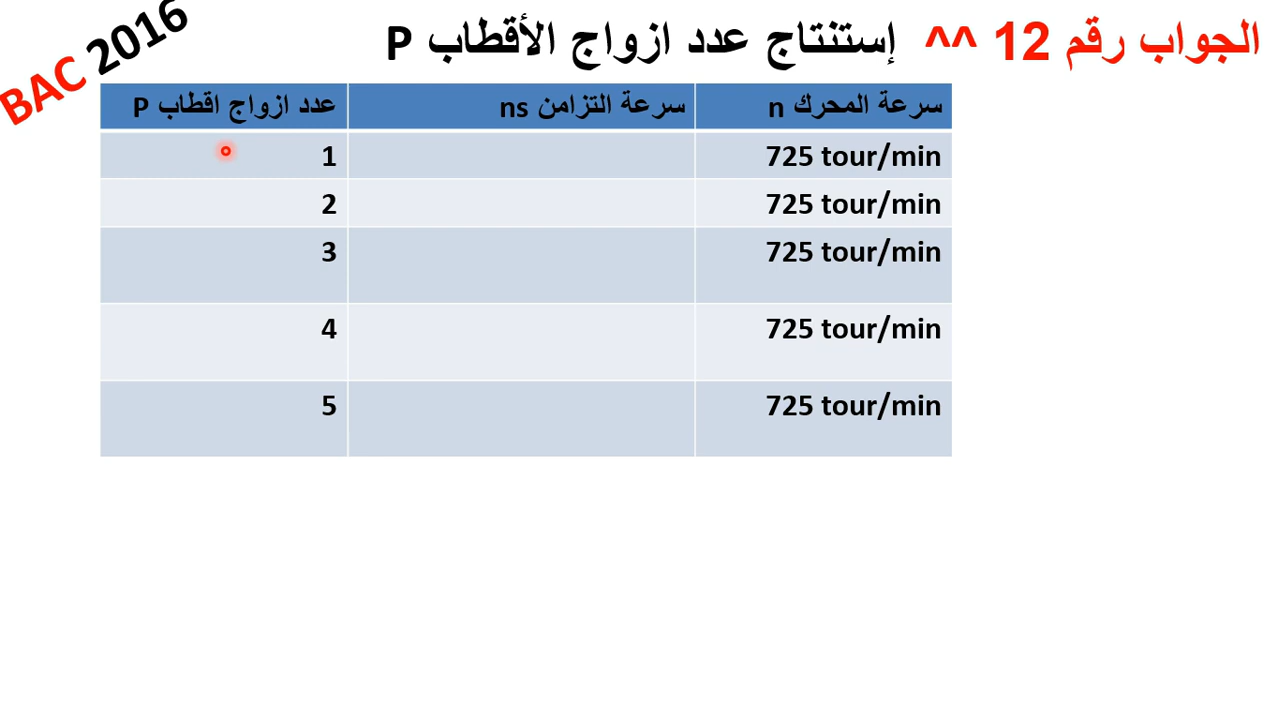 BAC 2016
الجواب رقم 12 ^^ إستنتاج عدد ازواج الأقطاب P
سرعة المحرك n سرعة التزامن ns عدد ازواج اقطاب P
725 tour/min 1
725 tour/min 2
725 tour/min 3
725 tour/min 4
725 tour/min 5